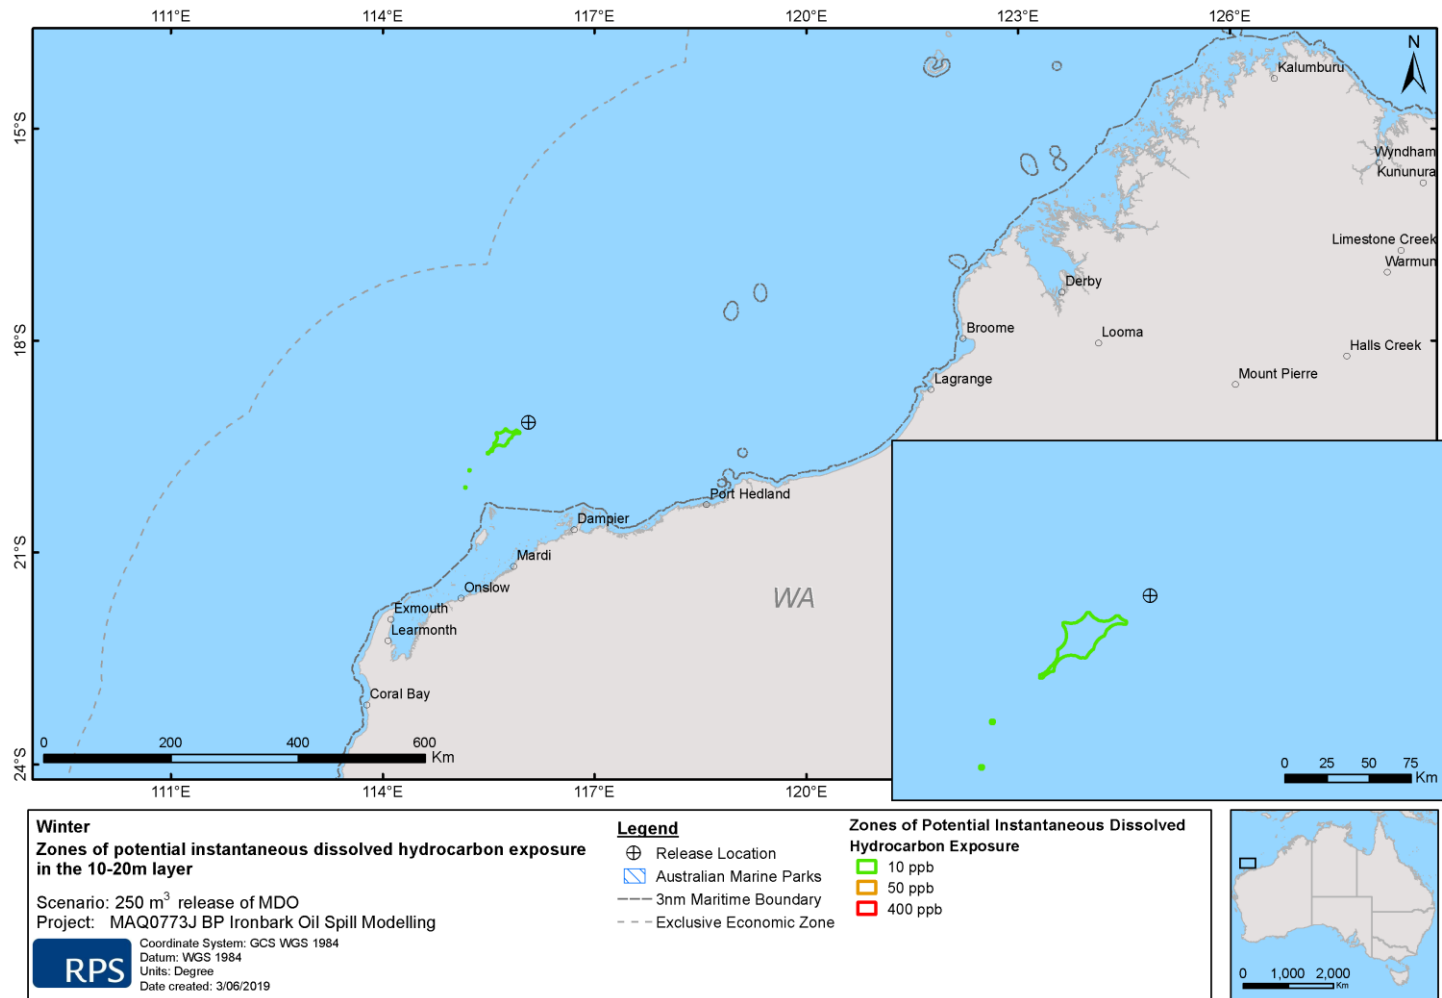 111°E 114°E 117°E 120°E 123°E 126°E
N
Kalumburu
15°S
Wyndham
Kununura
Limestone Creek
Warmun
Derby
18°S
Broome
Looma
Halls Creek
Lagrange
Mount Pierre
Port Hedland
Dampier
21°S
Mardi
Onslow
WA
Exmouth
Learmonth
Coral Bay
0 200 400 600
Km
0 25 50 75
Km
24°S
111°E 114°E 117°E 120°E
Winter
Zones of potential instantaneous dissolved hydrocarbon exposure
in the 10-20m layer
Scenario: 250 m³ release of MDO
Project: MAQ0773J BP Ironbark Oil Spill Modelling
RPS
Coordinate System: GCS WGS 1984
Datum: WGS 1984
Units: Degree
Date created: 3/06/2019
Legend
Release Location
Australian Marine Parks
3nm Maritime Boundary
Exclusive Economic Zone
Zones of Potential Instantaneous Dissolved
Hydrocarbon Exposure
10 ppb
50 ppb
400 ppb
0 1,000 2,000
Km